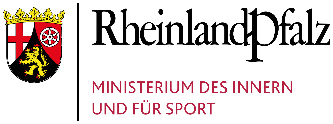 RheinlandPfalz
MINISTERIUM DES INNERN
UND FÜR SPORT